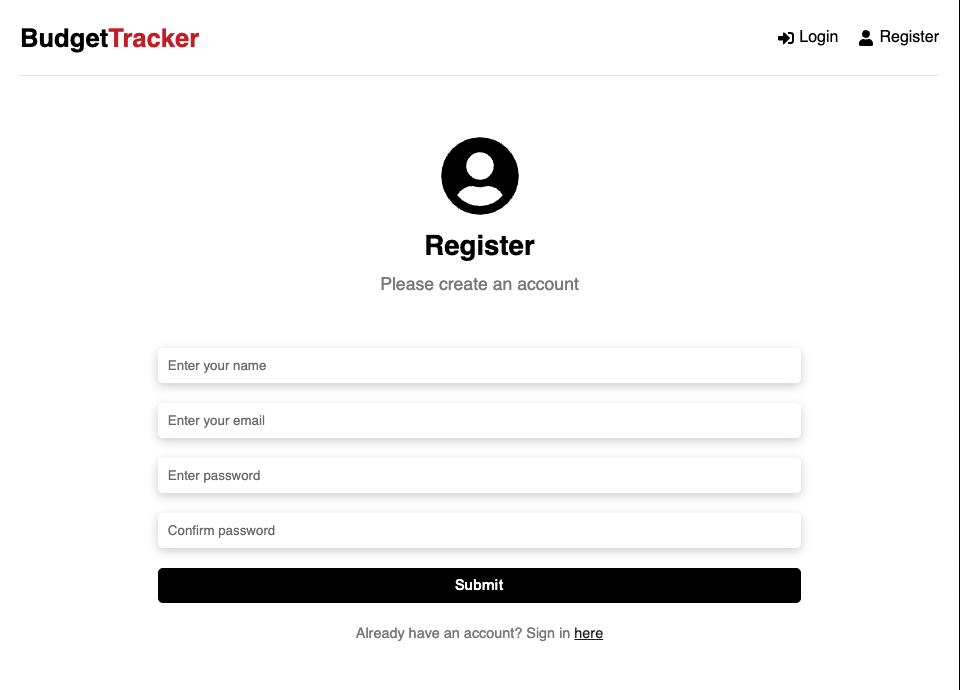 BudgetTracker
Login
Register
Register
Please create an account
Enter your name
Enter your email
Enter password
Confirm password
Submit
Already have an account? Sign in here